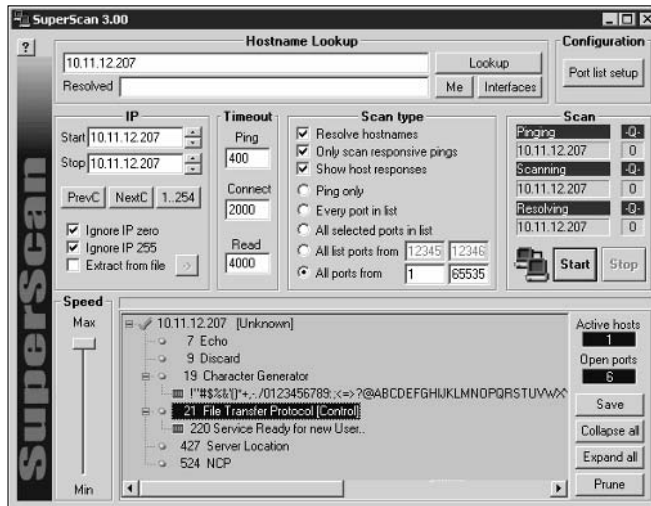 SuperScan 3.00
?
SuperScan
Hostname Lookup
10.11.12.207
Lookup
Resolved
Me
Interfaces
Configuration
Port list setup
IP
Start 10.11.12.207
Stop 10.11.12.207
PrevC
NextC
1..254
Ignore IP zero
Ignore IP 255
Extract from file
->
Timeout
Ping
400
Connect
2000
Read
4000
Scan type
Resolve hostnames
Only scan responsive pings
Show host responses
Ping only
Every port in list
All selected ports in list
All list ports from 12345 12346
All ports from 1 65535
Scan
Pinging -Q-
10.11.12.207 0
Scanning -Q-
10.11.12.207 0
Resolving -Q-
10.11.12.207 0
Start
Stop
Speed
Max
Min
10.11.12.207 [Unknown]
7 Echo
9 Discard
19 Character Generator
!"#$%&'()*+,-./0123456789:;<=>?@ABCDEFGHIJKLMNOPQRSTUVWXY
21 File Transfer Protocol [Control]
220 Service Ready for new User..
427 Server Location
524 NCP
Active hosts
1
Open ports
6
Save
Collapse all
Expand all
Prune